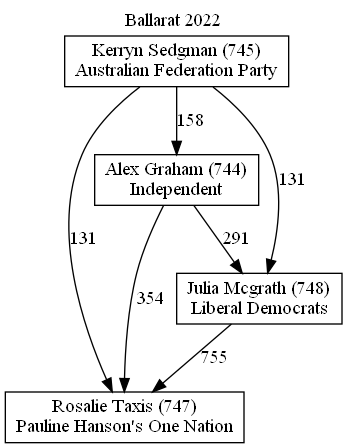 Ballarat 2022
Kerryn Sedgman (745)
Australian Federation Party
158
Alex Graham (744)
Independent
131
131
291
354
Julia Mcgrath (748)
Liberal Democrats
755
Rosalie Taxis (747)
Pauline Hanson's One Nation